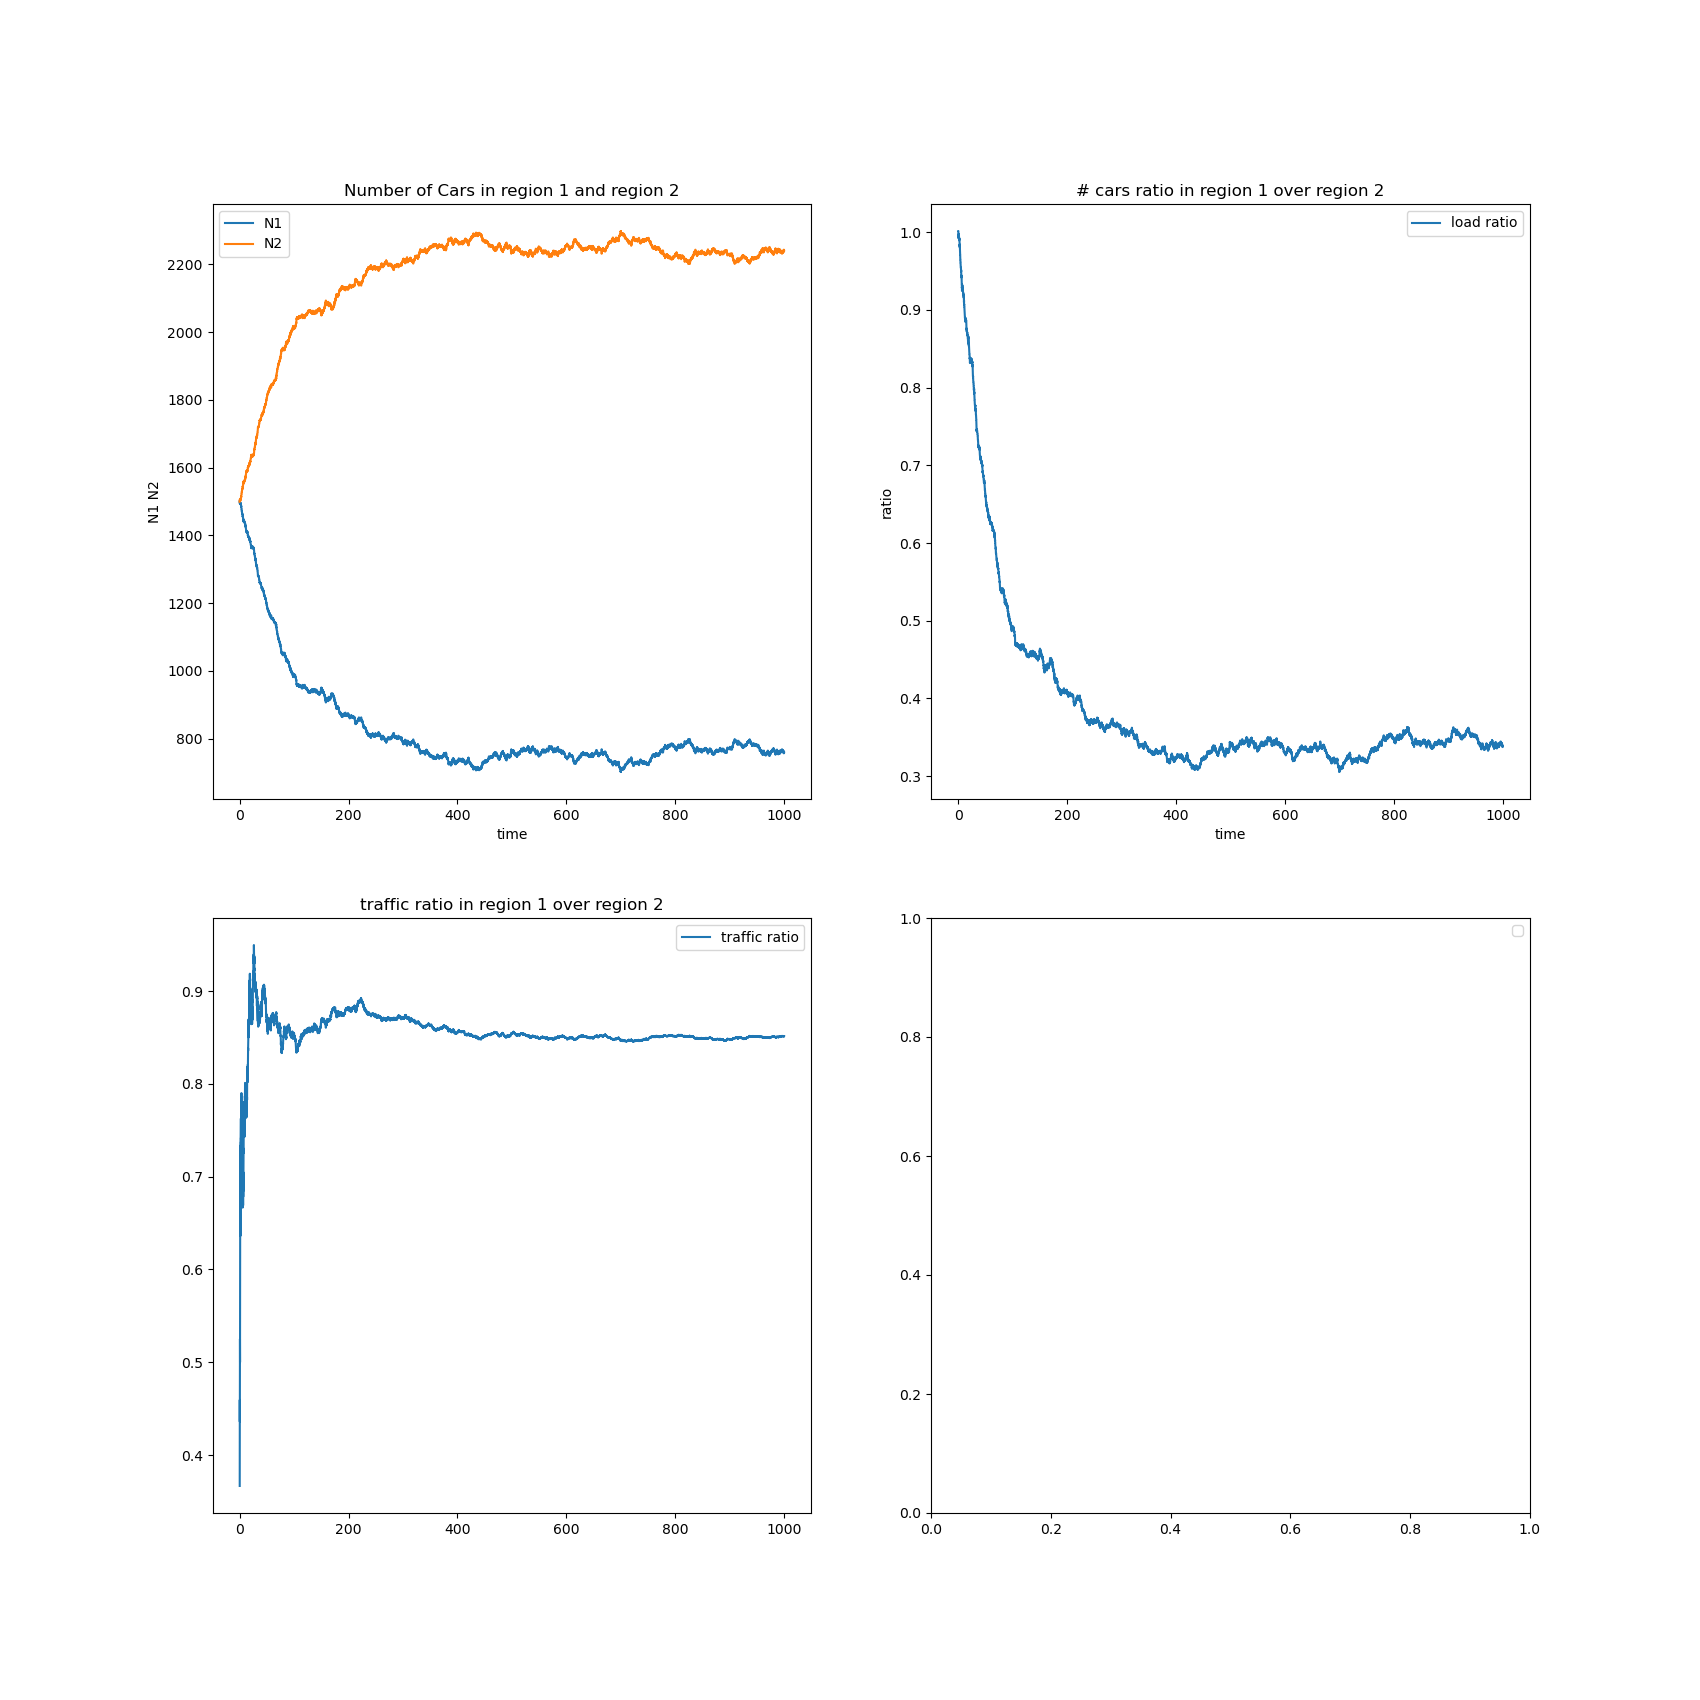 Number of Cars in region 1 and region 2
N1
N2
2200
2000
1800
1600
1400
1200
1000
800
N1 N2
0 200 400 600 800 1000
time
# cars ratio in region 1 over region 2
load ratio
1.0
0.9
0.8
0.7
0.6
0.5
0.4
0.3
ratio
0 200 400 600 800 1000
time
traffic ratio in region 1 over region 2
traffic ratio
0.9
0.8
0.7
0.6
0.5
0.4
0 200 400 600 800 1000
1.0
0.8
0.6
0.4
0.2
0.0
0.0 0.2 0.4 0.6 0.8 1.0